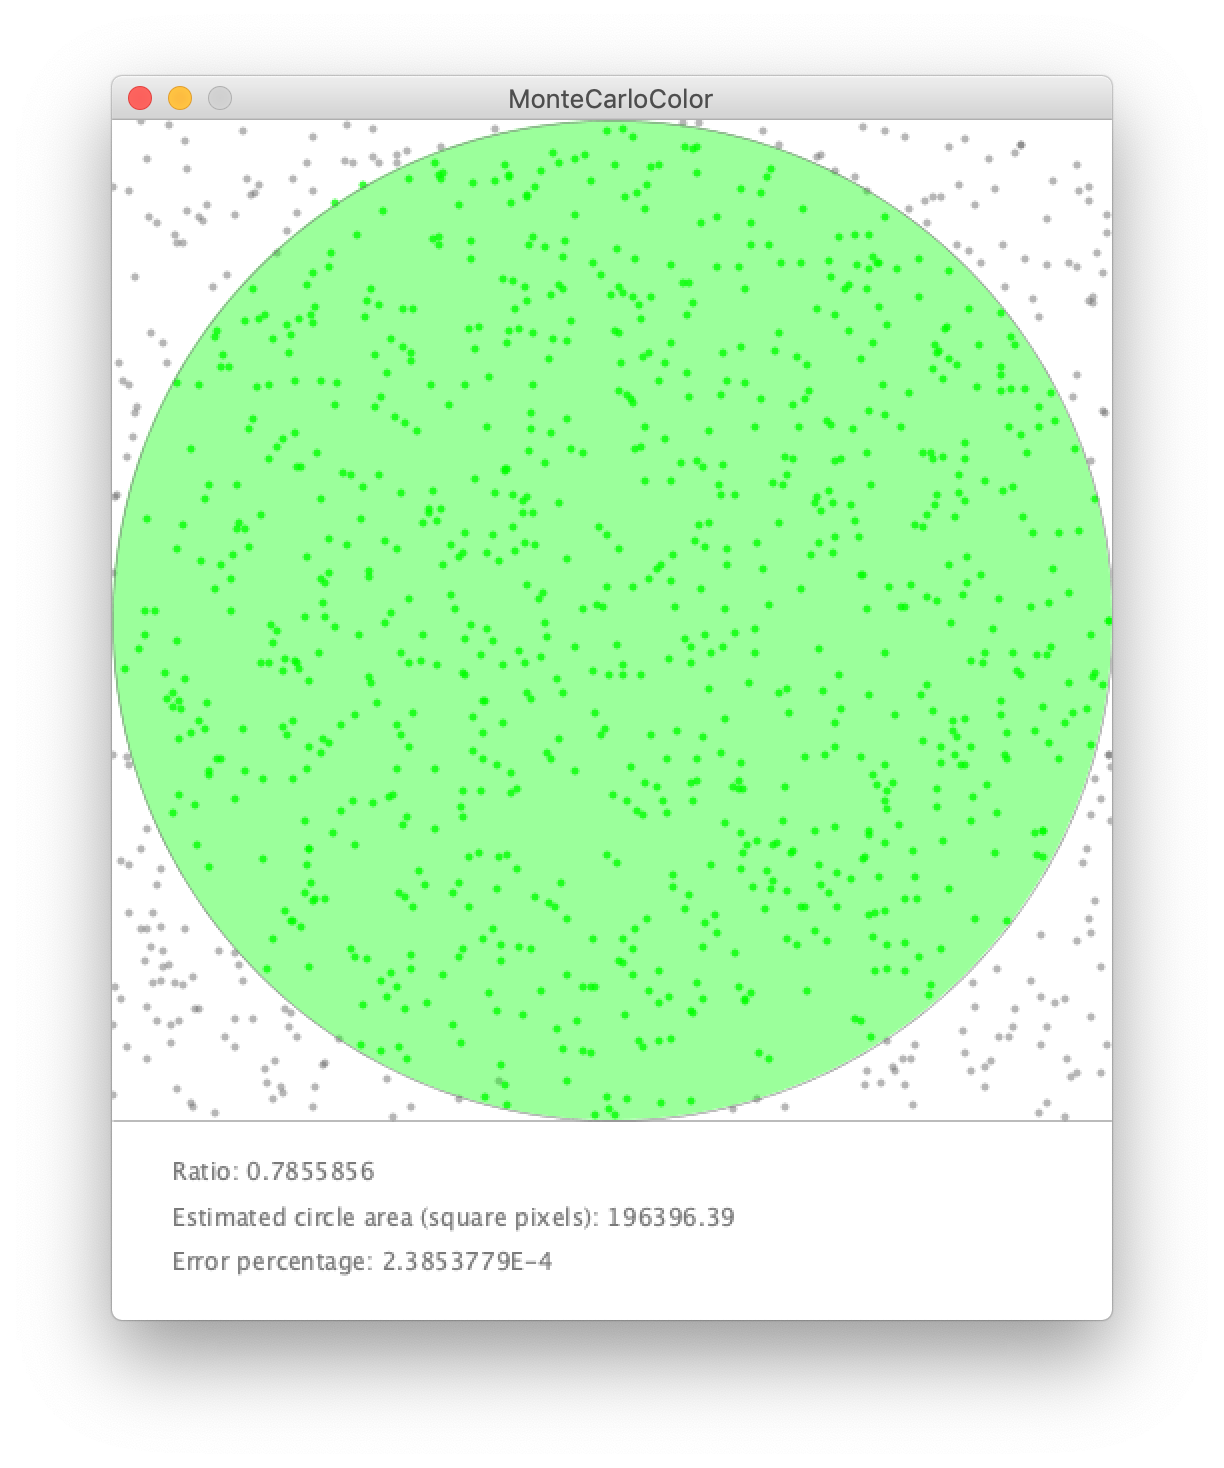 MonteCarloColor
Ratio: 0.7855856
Estimated circle area (square pixels): 196396.39
Error percentage: 2.3853779E-4